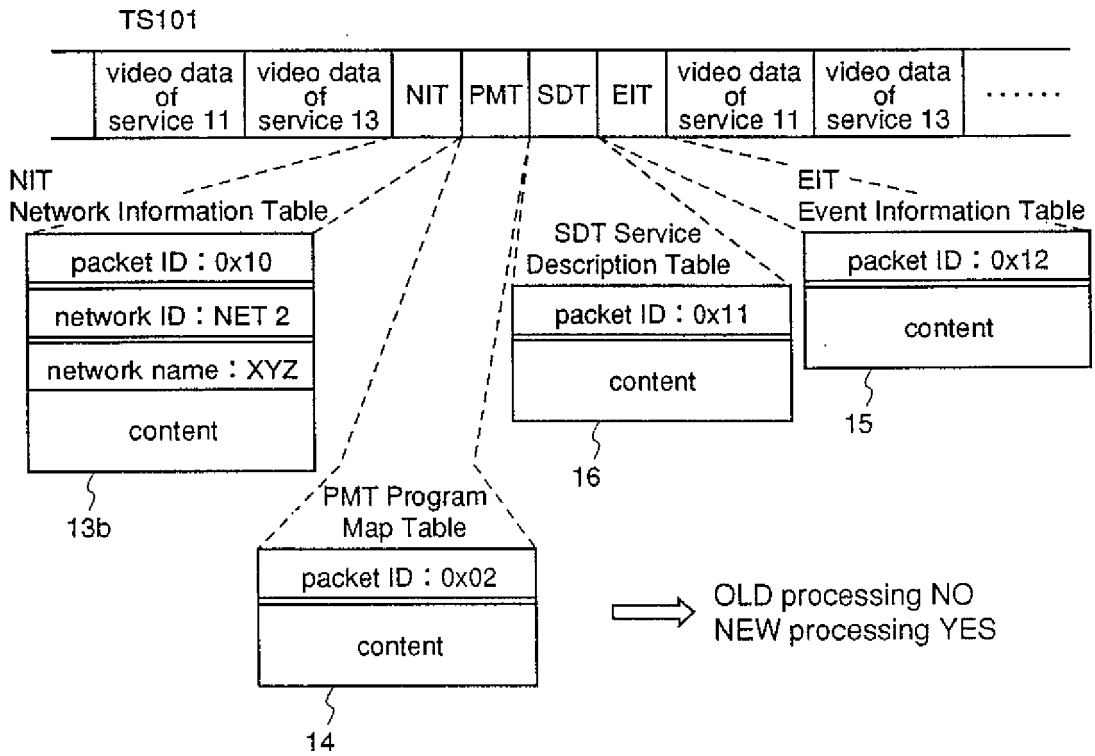 TS101
video data
of
service 11
video data
of
service 13
NIT
PMT
SDT
EIT
video data
of
service 11
video data
of
service 13
......
NIT
Network Information Table
packet ID : 0x10
network ID : NET 2
network name : XYZ
content
13b
EIT
Event Information Table
packet ID : 0x12
content
15
SDT Service
Description Table
packet ID : 0x11
content
16
PMT Program
Map Table
packet ID : 0x02
content
14
OLD processing NO
NEW processing YES